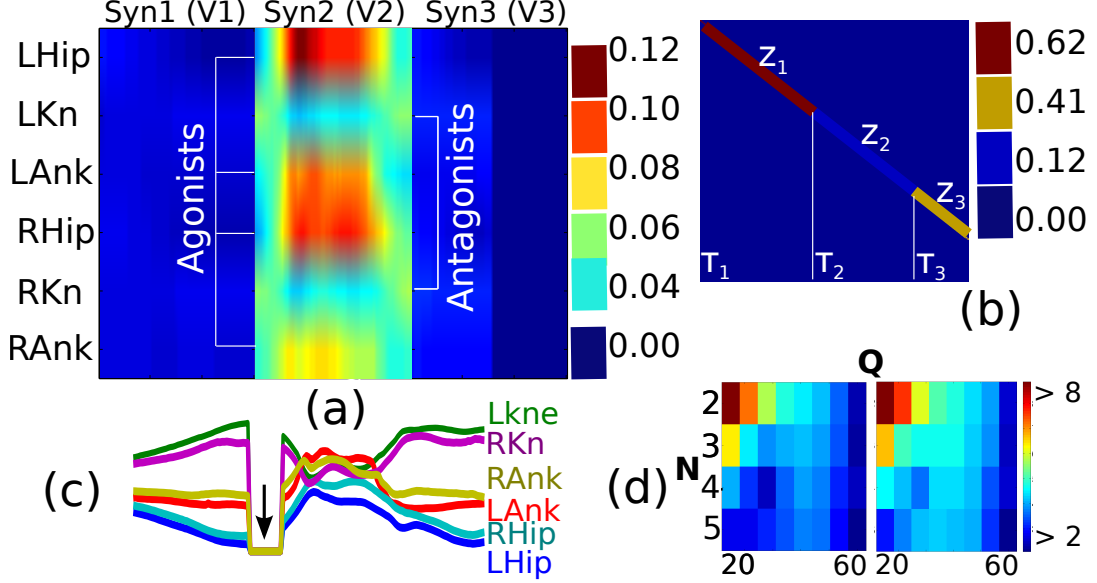 Syn1 (V1) Syn2 (V2) Syn3 (V3)
LHip
LKn
LAnk
RHip
RKn
RAnk
Agonists
Antagonists
0.12
0.10
0.08
0.06
0.04
0.00
(a)
Z1
Z2
Z3
T1 T2 T3
0.62
0.41
0.12
0.00
(b)
Lkne
RKn
RAnk
LAnk
RHip
LHip
(c)
Q
N
2
3
4
5
20 60 20 60
> 8
> 2
(d)